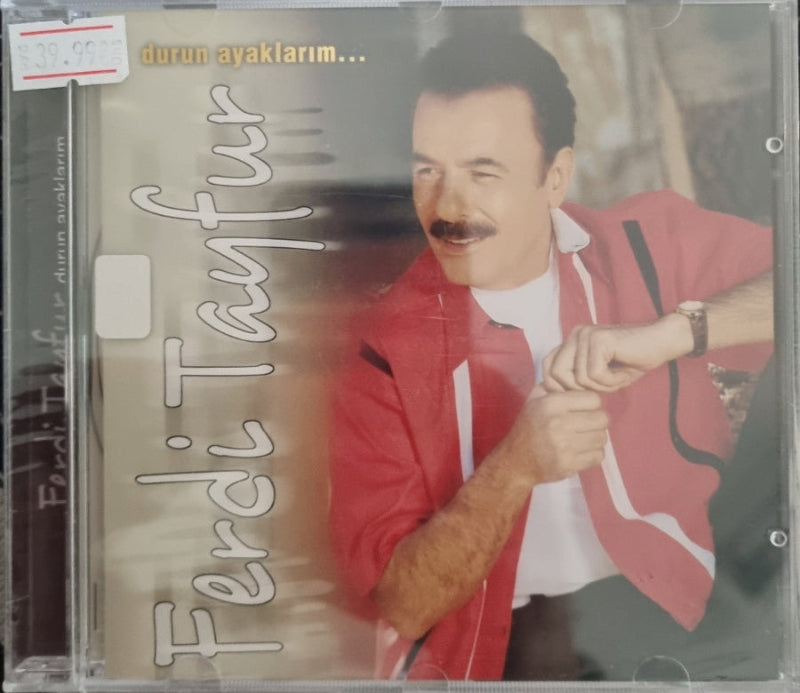 39.99
durun ayaklarım...
Ferdi Tayfur
Ferdi Tayfur durun ayaklarım